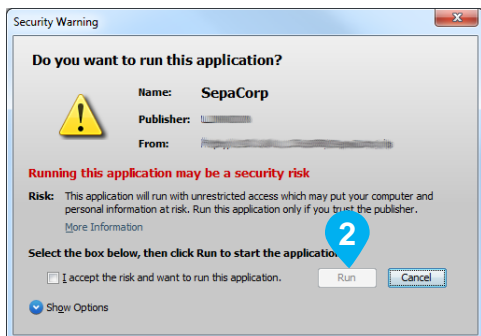 Security Warning
Do you want to run this application?
Name: SepaCorp
Publisher:
From:
Running this application may be a security risk
Risk: This application will run with unrestricted access which may put your computer and
personal information at risk. Run this application only if you trust the publisher.
More Information
Select the box below, then click Run to start the application
2
I accept the risk and want to run this application.
Run
Cancel
Show Options